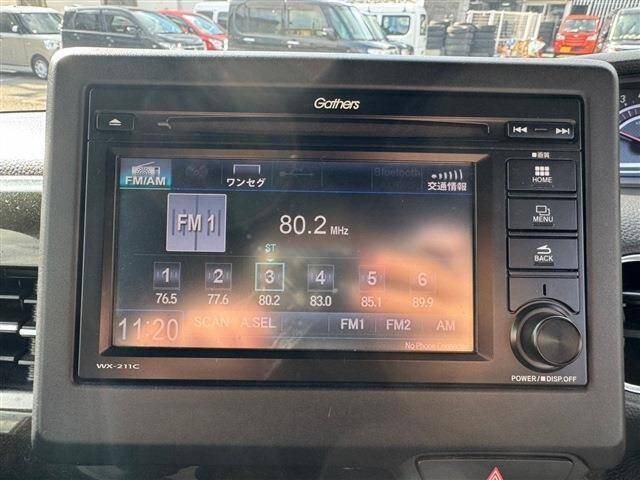 Gathers
画質
FM/AM
ワンセグ
Bluetooth
交通情報
HOME
FM 1
80.2 MHz
MENU
ST
1 2 3 4 5 6
76.5 77.6 80.2 83.0 85.1 89.9
BACK
11:20 SCAN A.SEL FM1 FM2 AM
No Phone Connected
WX-211C
POWER/ DISP.OFF